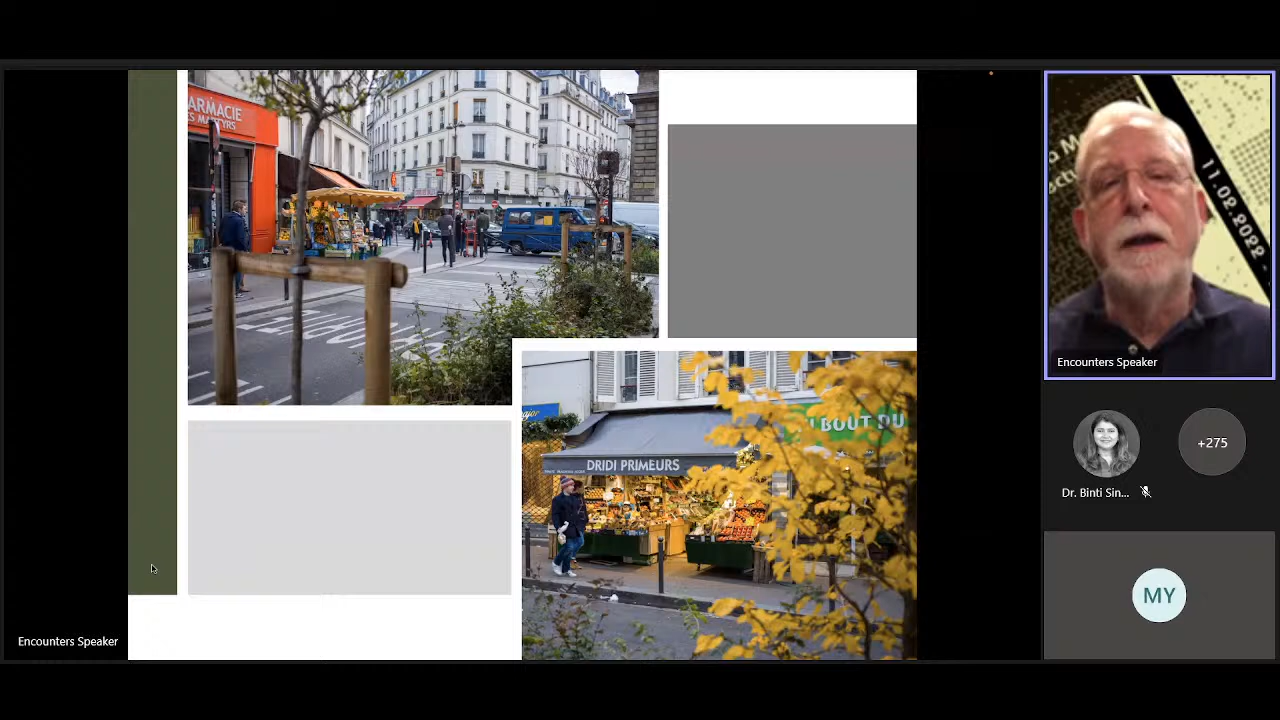 ARMACIE
ES MARTYRS
major
BOUT DU
DRIDI PRIMEURS
11.02.2022
Encounters Speaker
+275
Dr. Binti Sin...
MY
Encounters Speaker